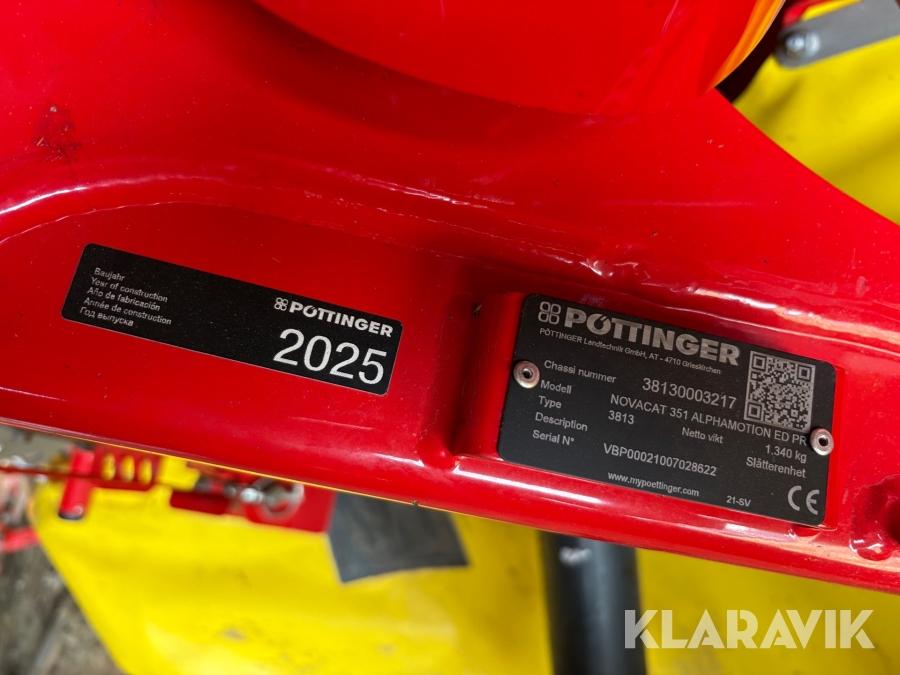 Baujahr
Year of construction
Año de fabricación
Année de construction
Год выпуска
PÖTTINGER
2025
PÖTTINGER
PÖTTINGER Landtechnik GmbH, AT - 4710 Grieskirchen
Chassi nummer 38130003217
Modell NOVACAT 351 ALPHAMOTION ED PR
Type 3813 Netto vikt 1.340 kg
Description Slåtterenhet
Serial N° VBP00021007028622
www.mypoettinger.com
21-SV
CE
KLARAVIK